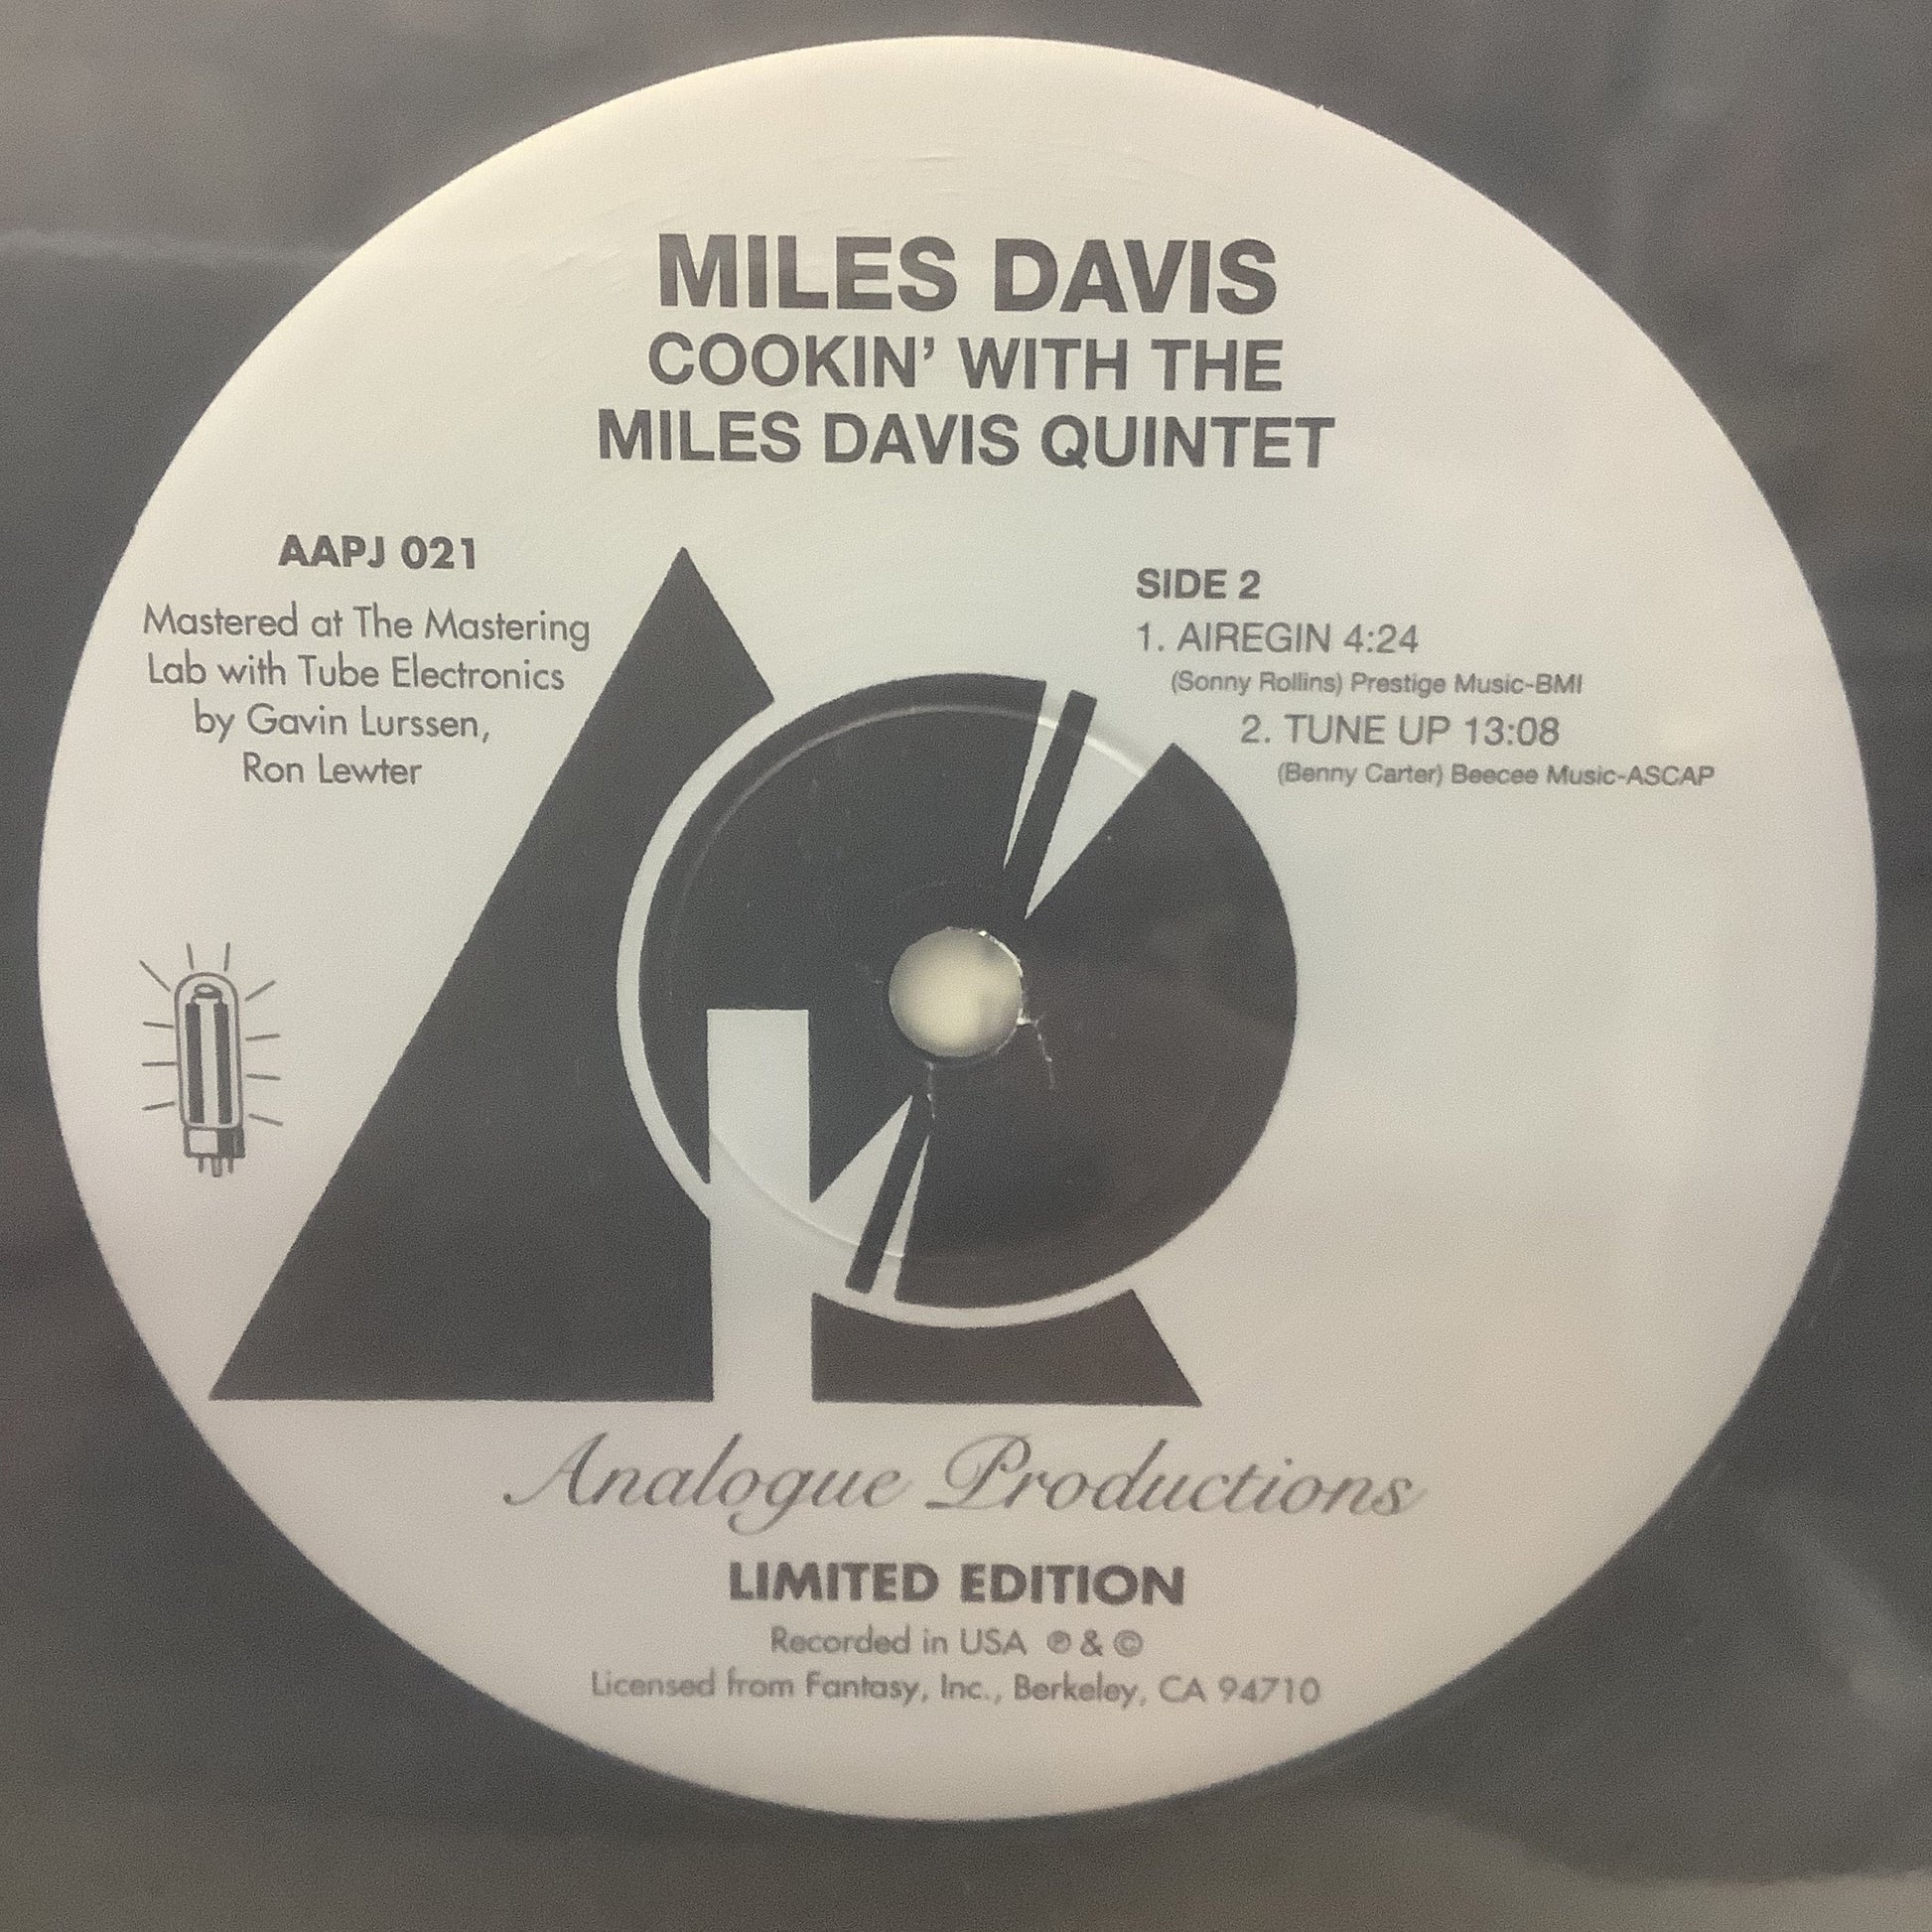 MILES DAVIS
COOKIN’ WITH THE
MILES DAVIS QUINTET
AAPJ 021
Mastered at The Mastering
Lab with Tube Electronics
by Gavin Lurssen,
Ron Lewter
SIDE 2
1. AIREGIN 4:24
(Sonny Rollins) Prestige Music-BMI
2. TUNE UP 13:08
(Benny Carter) Beecee Music-ASCAP
Analogue Productions
LIMITED EDITION
Recorded in USA ℗ & ©
Licensed from Fantasy, Inc., Berkeley, CA 94710